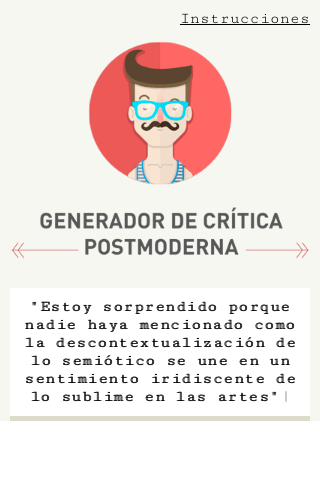 Instrucciones
GENERADOR DE CRÍTICA
POSTMODERNA
"Estoy sorprendido porque
nadie haya mencionado como
la descontextualización de
lo semiótico se une en un
sentimiento iridiscente de
lo sublime en las artes"|